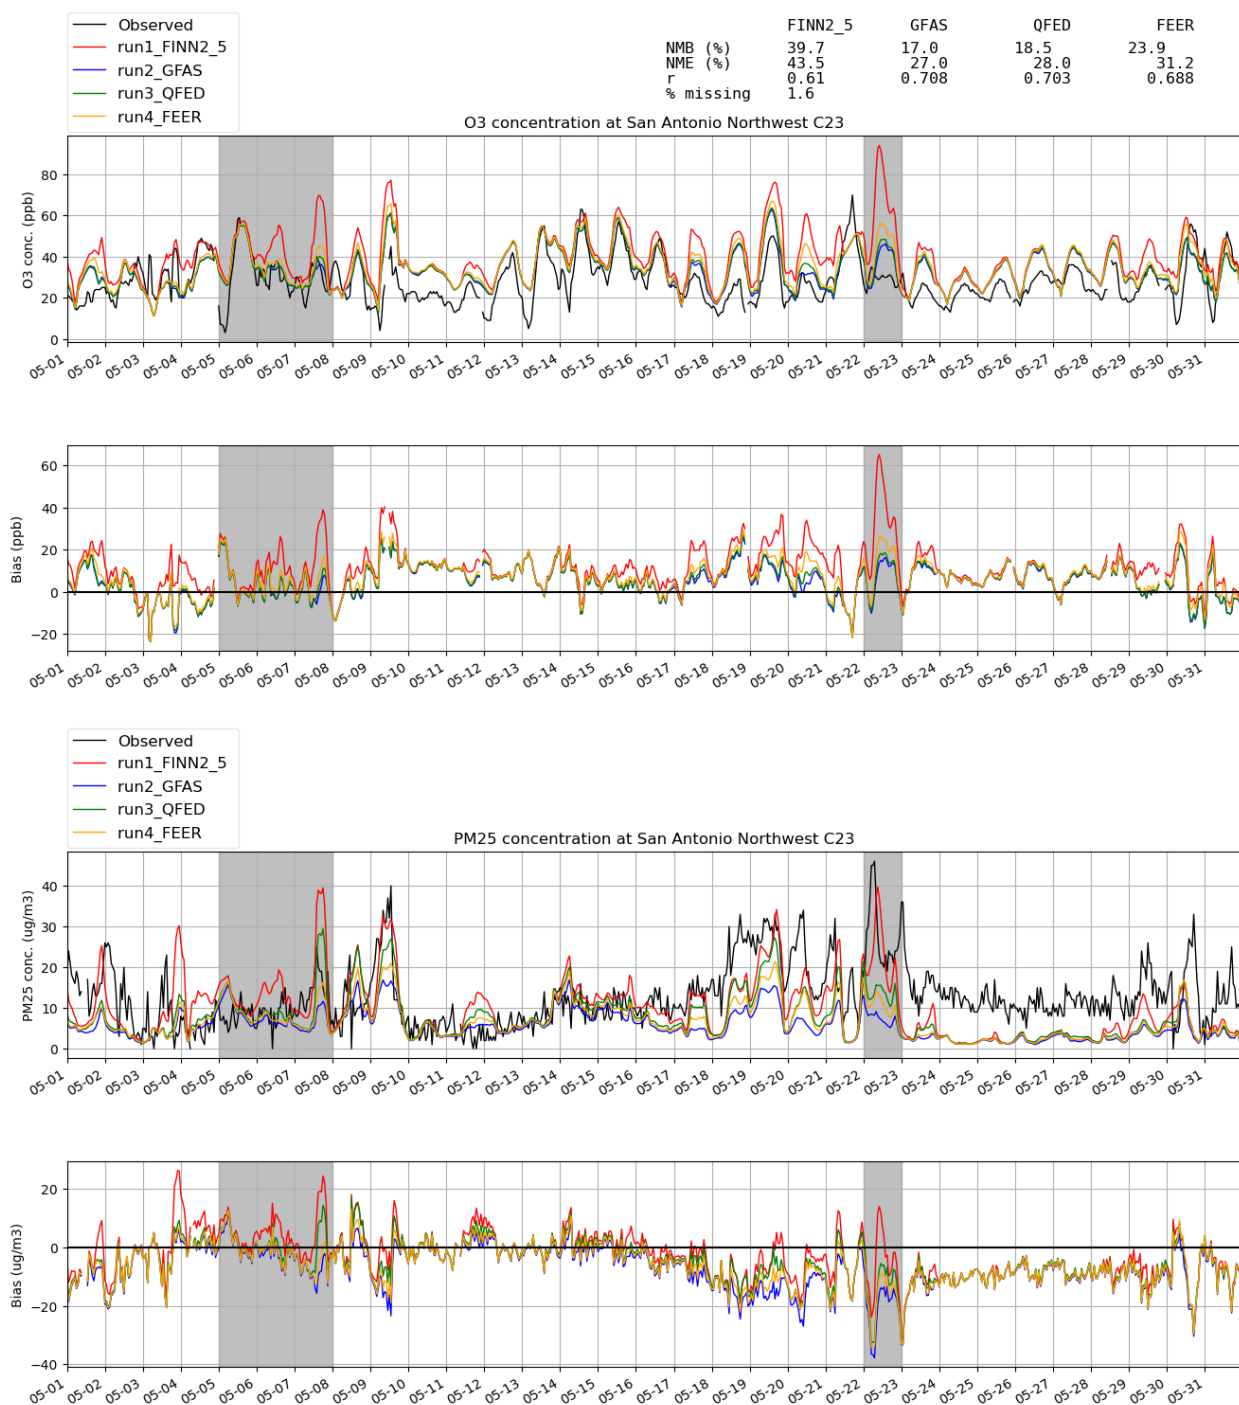 Observed
run1_FINN2_5
run2_GFAS
run3_QFED
run4_FEER
FINN2_5 GFAS QFED FEER
NMB (%) 39.7 17.0 18.5 23.9
NME (%) 43.5 27.0 28.0 31.2
r 0.61 0.708 0.703 0.688
% missing 1.6
O3 concentration at San Antonio Northwest C23
O3 conc. (ppb)
80
60
40
20
0
05-01 05-02 05-03 05-04 05-05 05-06 05-07 05-08 05-09 05-10 05-11 05-12 05-13 05-14 05-15 05-16 05-17 05-18 05-19 05-20 05-21 05-22 05-23 05-24 05-25 05-26 05-27 05-28 05-29 05-30 05-31
Bias (ppb)
60
40
20
0
−20
05-01 05-02 05-03 05-04 05-05 05-06 05-07 05-08 05-09 05-10 05-11 05-12 05-13 05-14 05-15 05-16 05-17 05-18 05-19 05-20 05-21 05-22 05-23 05-24 05-25 05-26 05-27 05-28 05-29 05-30 05-31
Observed
run1_FINN2_5
run2_GFAS
run3_QFED
run4_FEER
PM25 concentration at San Antonio Northwest C23
PM25 conc. (ug/m3)
40
30
20
10
0
05-01 05-02 05-03 05-04 05-05 05-06 05-07 05-08 05-09 05-10 05-11 05-12 05-13 05-14 05-15 05-16 05-17 05-18 05-19 05-20 05-21 05-22 05-23 05-24 05-25 05-26 05-27 05-28 05-29 05-30 05-31
Bias (ug/m3)
20
0
−20
−40
05-01 05-02 05-03 05-04 05-05 05-06 05-07 05-08 05-09 05-10 05-11 05-12 05-13 05-14 05-15 05-16 05-17 05-18 05-19 05-20 05-21 05-22 05-23 05-24 05-25 05-26 05-27 05-28 05-29 05-30 05-31